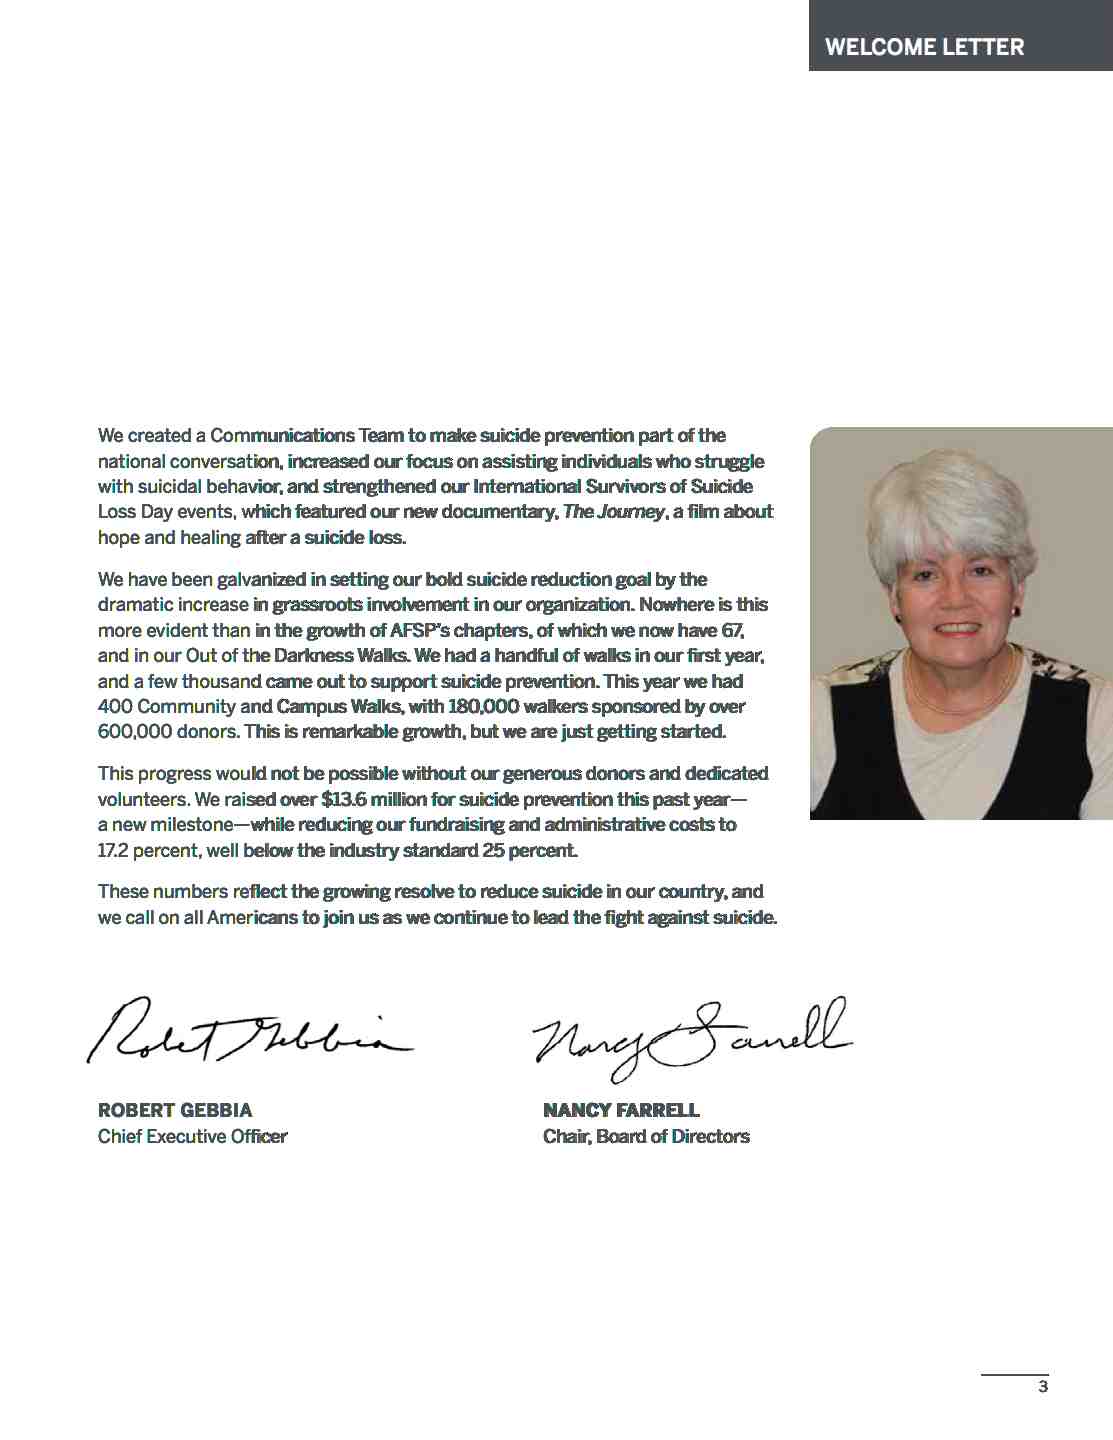 WELCOME LETTER
We created a Communications Team to make suicide prevention part of the
national conversation, increased our focus on assisting individuals who struggle
with suicidal behavior, and strengthened our International Survivors of Suicide
Loss Day events, which featured our new documentary, The Journey, a film about
hope and healing after a suicide loss.
We have been galvanized in setting our bold suicide reduction goal by the
dramatic increase in grassroots involvement in our organization. Nowhere is this
more evident than in the growth of AFSP's chapters, of which we now have 67,
and in our Out of the Darkness Walks. We had a handful of walks in our first year,
and a few thousand came out to support suicide prevention. This year we had
400 Community and Campus Walks, with 180,000 walkers sponsored by over
600,000 donors. This is remarkable growth, but we are just getting started.
This progress would not be possible without our generous donors and dedicated
volunteers. We raised over $13.6 million for suicide prevention this past year—
a new milestone—while reducing our fundraising and administrative costs to
17.2 percent, well below the industry standard 25 percent.
These numbers reflect the growing resolve to reduce suicide in our country, and
we call on all Americans to join us as we continue to lead the fight against suicide.
Robert Gebbia
Nancy Farrell
ROBERT GEBBIA
Chief Executive Officer
NANCY FARRELL
Chair, Board of Directors
3